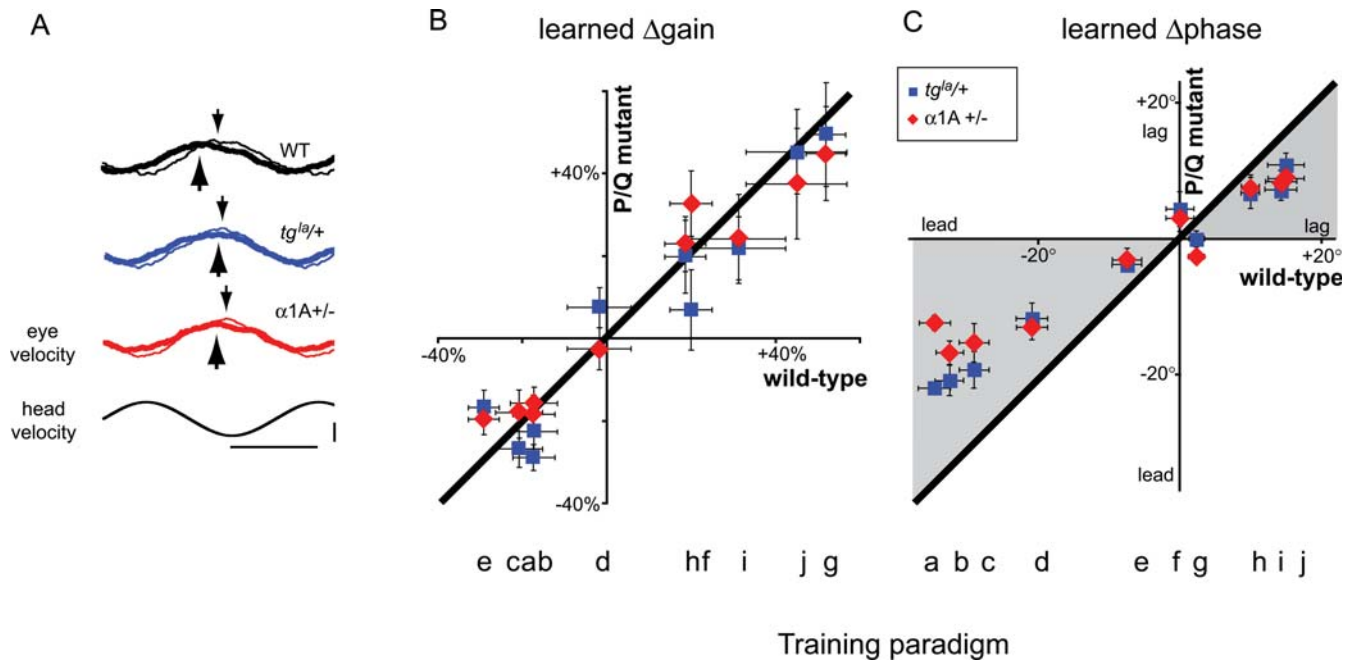 A
WT
tg^la/+
α1A+/-
eye
velocity
head
velocity
B
learned Δgain
P/Q mutant
+40%
-40%
+40%
wild-type
-40%
e
cab
d
hf
i
j
g
C
learned Δphase
tg^la/+
α1A +/-
+20°
lag
P/Q mutant
lead
lag
-20°
+20°
wild-type
-20°
lead
a
b
c
d
e
f
g
h
i
j
Training paradigm